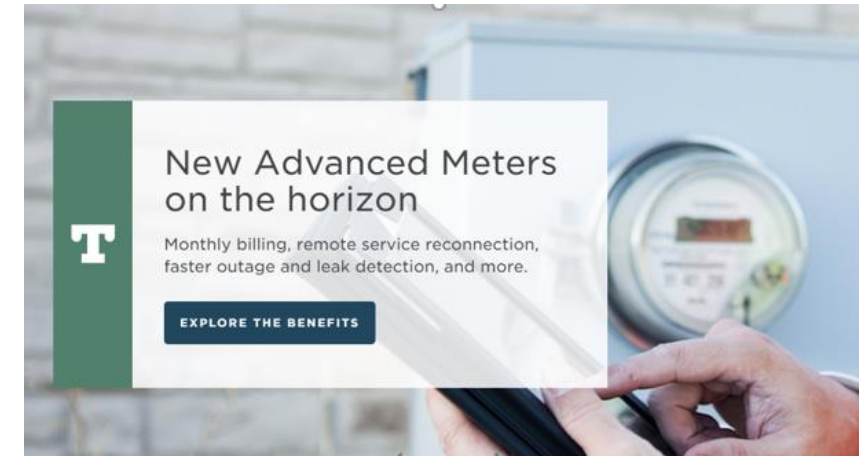 T
New Advanced Meters
on the horizon
Monthly billing, remote service reconnection,
faster outage and leak detection, and more.
EXPLORE THE BENEFITS